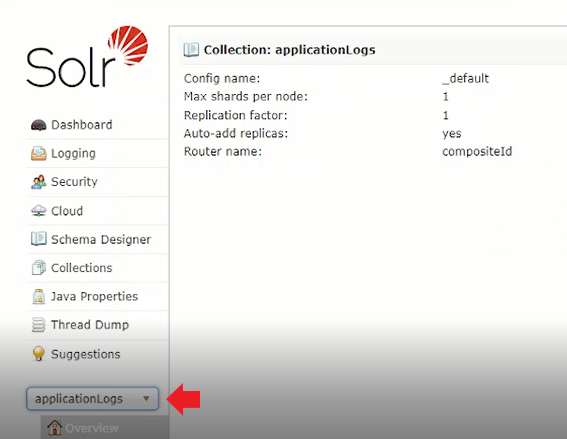 Solr
Dashboard
Logging
Security
Cloud
Schema Designer
Collections
Java Properties
Thread Dump
Suggestions
applicationLogs
Overview
Collection: applicationLogs
Config name: _default
Max shards per node: 1
Replication factor: 1
Auto-add replicas: yes
Router name: compositeId